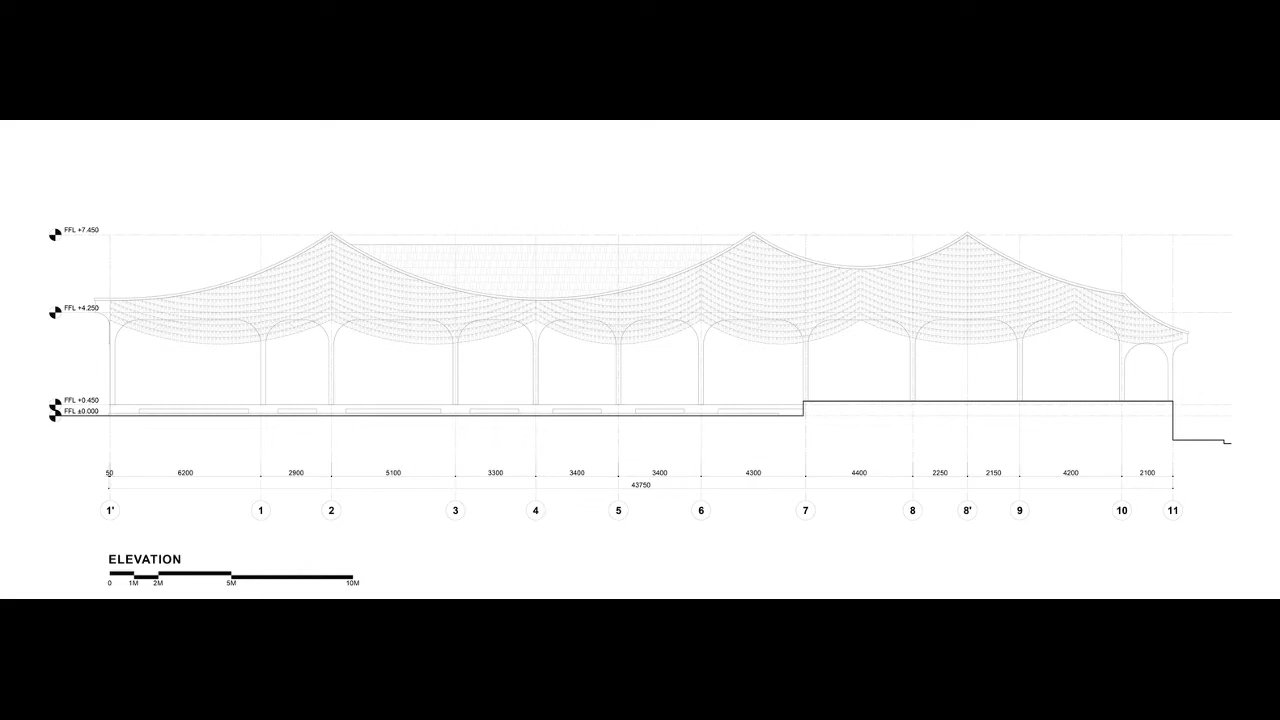 FFL +7.450
FFL +4.250
FFL +0.450
FFL ±0.000
50 6200 2900 5100 3300 3400 3400 4300 4400 2250 2150 4200 2100
43750
1' 1 2 3 4 5 6 7 8 8' 9 10 11
ELEVATION
0 1M 2M 5M 10M